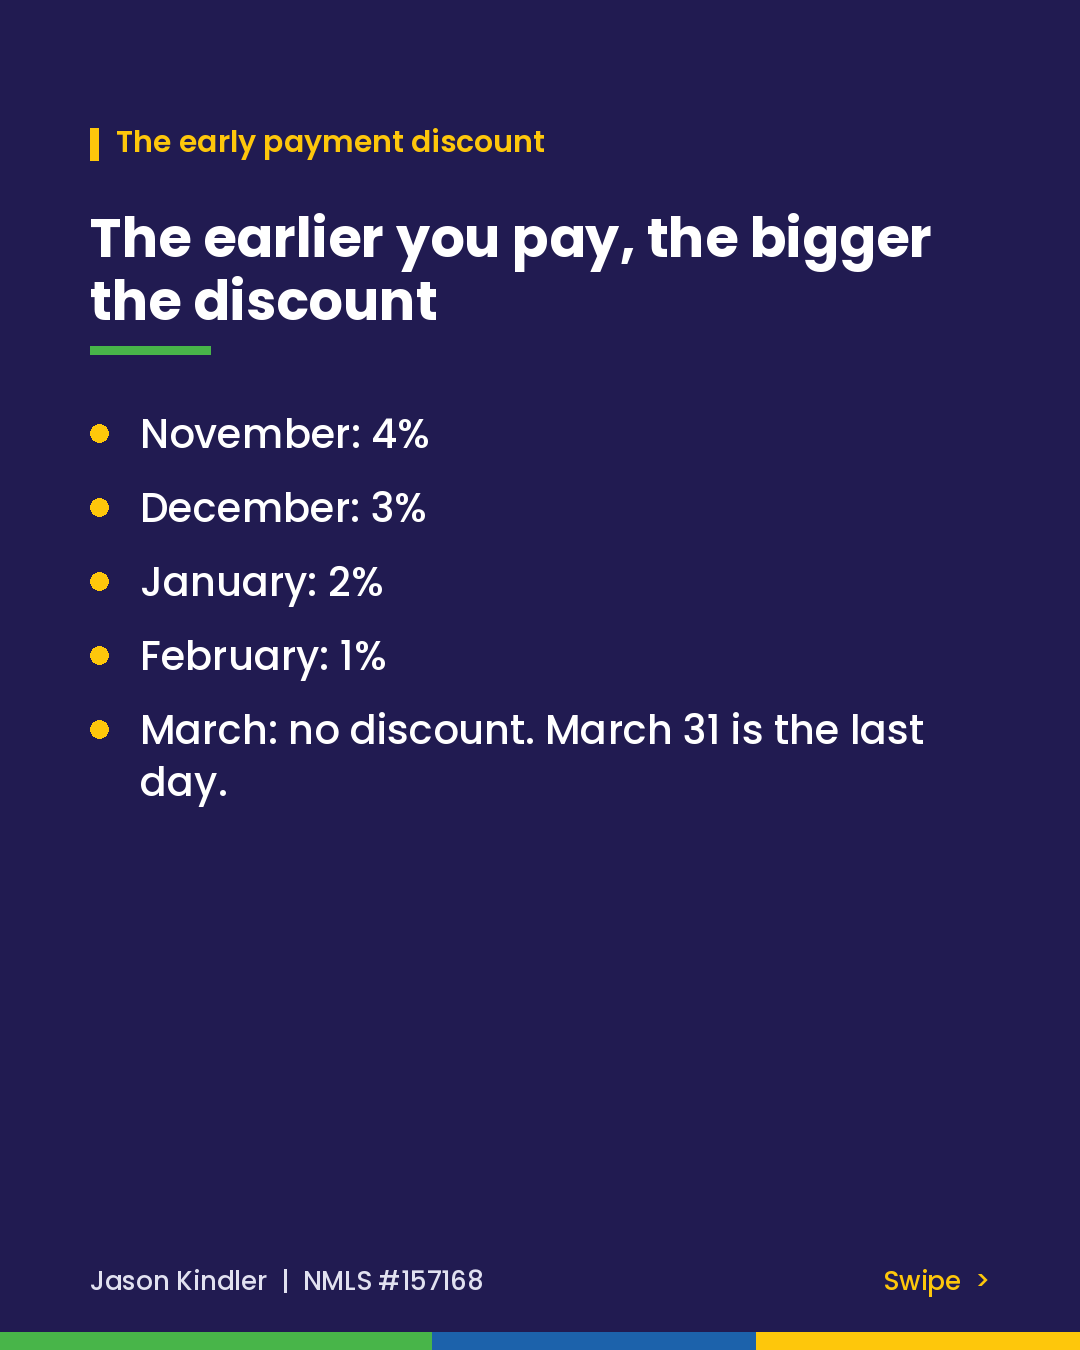 The early payment discount
The earlier you pay, the bigger
the discount
November: 4%
December: 3%
January: 2%
February: 1%
March: no discount. March 31 is the last
day.
Jason Kindler | NMLS #157168
Swipe >